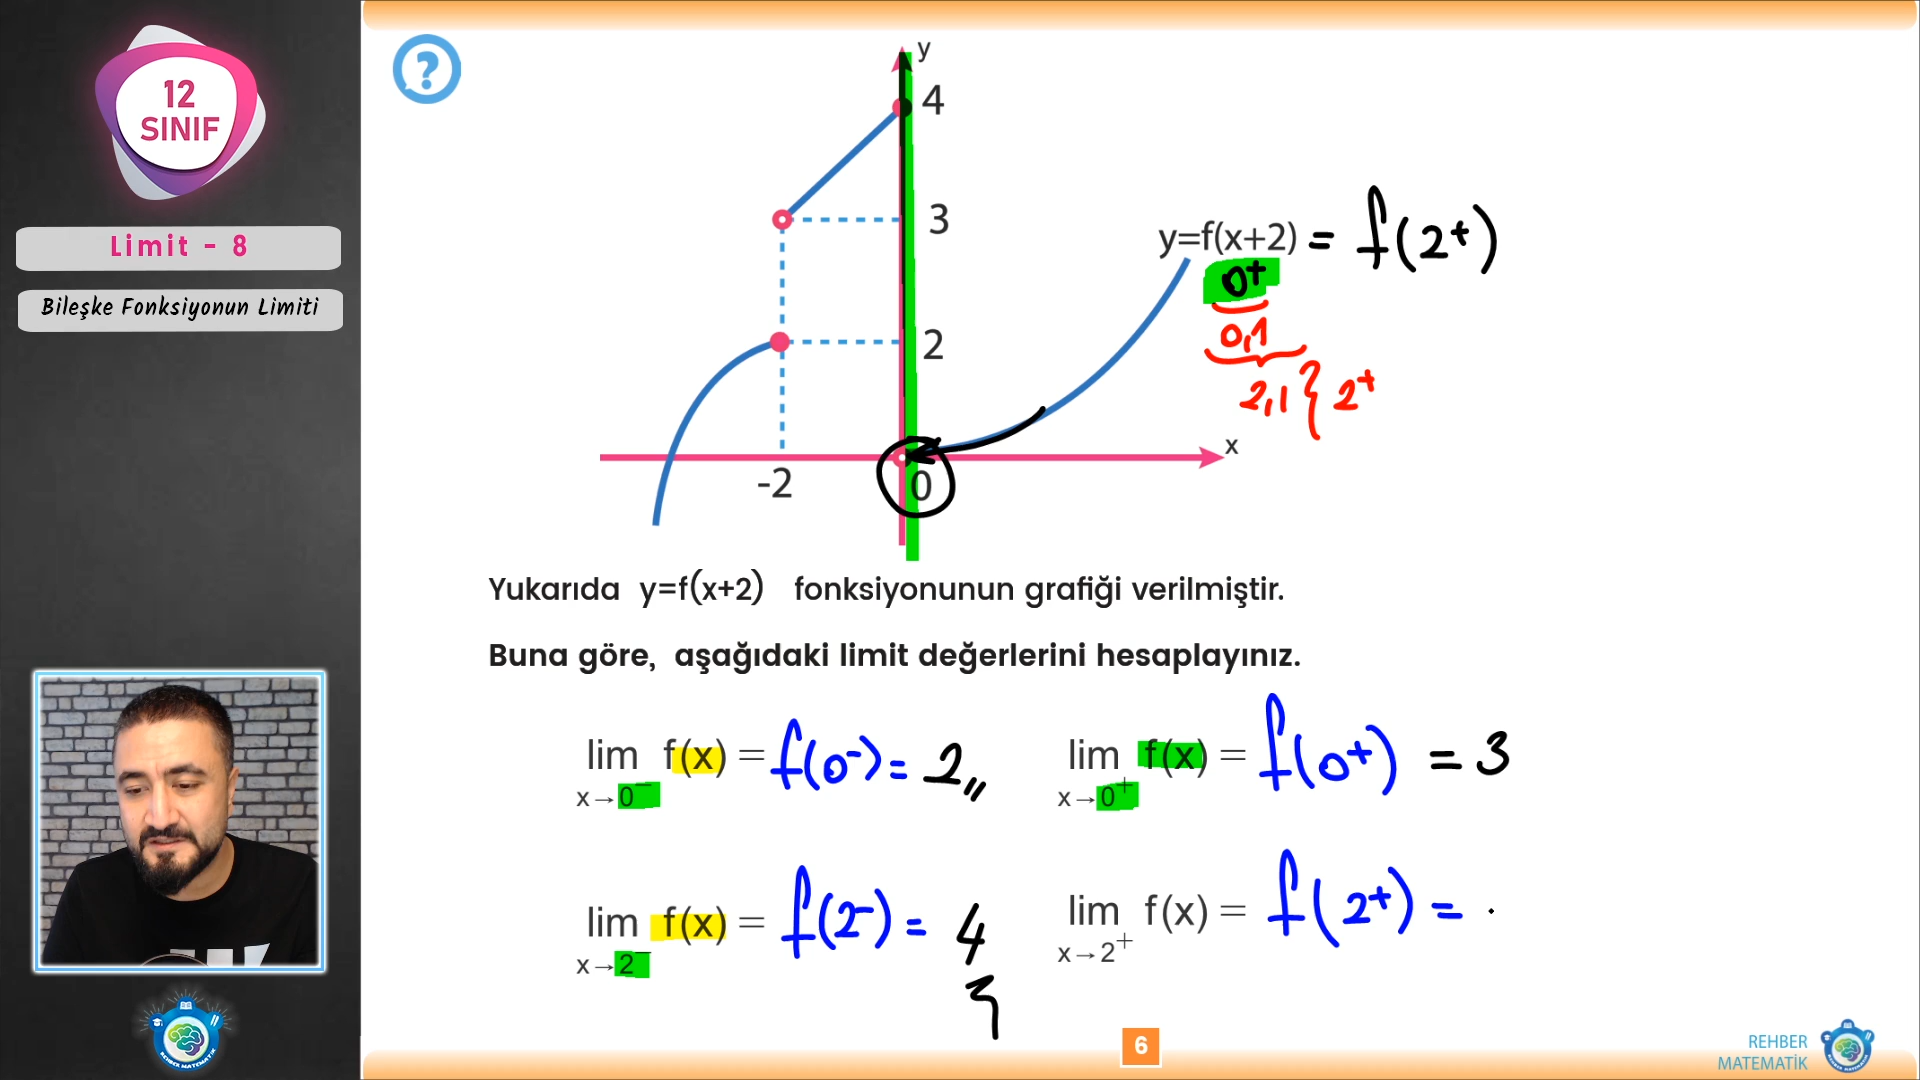 12
SINIF
Limit - 8
Bileşke Fonksiyonun Limiti
y
4
3
2
-2
0
x
y=f(x+2) = f(2⁺)
0⁺
0,1
2,1 } 2⁺
Yukarıda y=f(x+2) fonksiyonunun grafiği verilmiştir.
Buna göre, aşağıdaki limit değerlerini hesaplayınız.
lim f(x) = f(0⁻) = 2,,
x→0⁻
lim f(x) = f(0⁺) = 3
x→0⁺
lim f(x) = f(2⁻) = 4
x→2⁻
lim f(x) = f(2⁺) = .
x→2⁺
6
REHBER
MATEMATİK
REHBER MATEMATİK